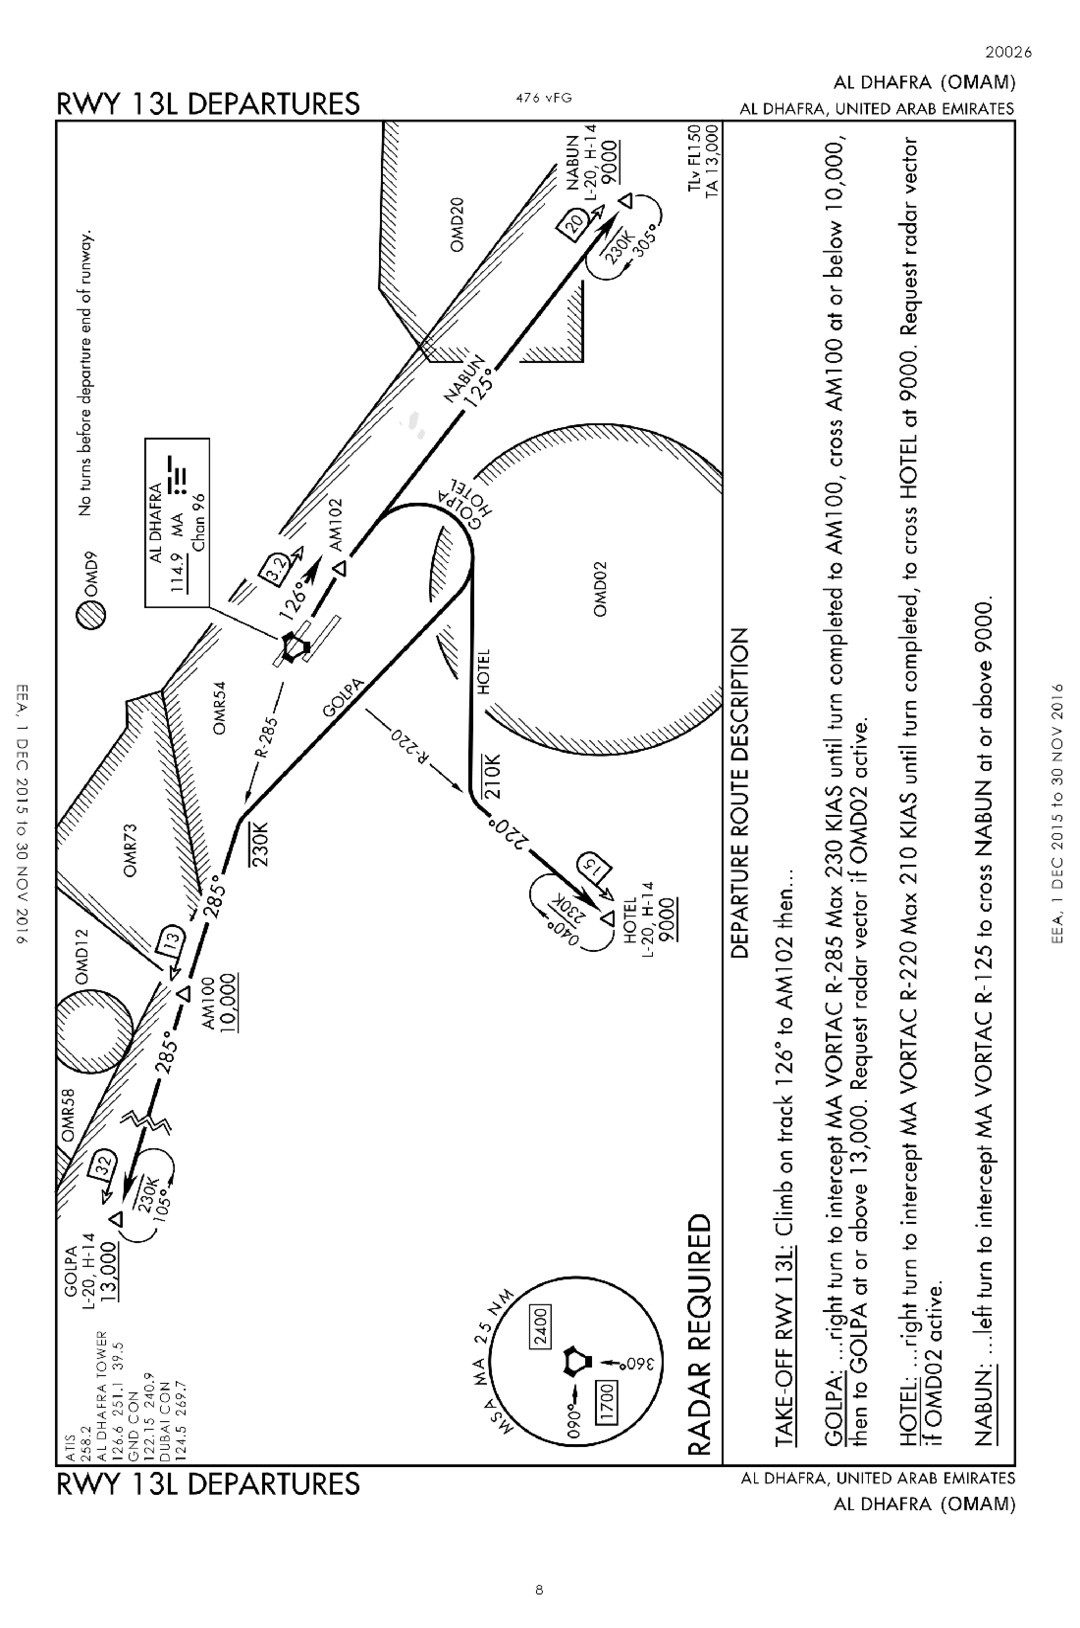 20026
RWY 13L DEPARTURES
476 vFG
AL DHAFRA (OMAM)
AL DHAFRA, UNITED ARAB EMIRATES
EEA, 1 DEC 2015 to 30 NOV 2016
EEA, 1 DEC 2015 to 30 NOV 2016
ATIS
258.2
AL DHAFRA TOWER
126.6 251.1 39.5
GND CON
122.15 240.9
DUBAI CON
124.5 269.7
GOLPA
L-20, H-14
13,000
32
230K
105°
OMR58
OMD12
285°
13
AM100
10,000
285°
OMR73
230K
OMR54
R-285
GOLPA
R-220
OMD9
No turns before departure end of runway.
AL DHAFRA
114.9 MA
Chan 96
3.2
126°
AM102
GOLPA
HOTEL
NABUN
125°
OMD20
NABUN
L-20, H-14
9000
20
230K
305°
TLv FL150
TA 13,000
OMD02
HOTEL
210K
220°
15
230K
040°
HOTEL
L-20, H-14
9000
MSA MA 25 NM
2400
1700
090°
360°
RADAR REQUIRED
DEPARTURE ROUTE DESCRIPTION
TAKE-OFF RWY 13L: Climb on track 126° to AM102 then...
GOLPA: ...right turn to intercept MA VORTAC R-285 Max 230 KIAS until turn completed to AM100, cross AM100 at or below 10,000,
then to GOLPA at or above 13,000. Request radar vector if OMD02 active.
HOTEL: ...right turn to intercept MA VORTAC R-220 Max 210 KIAS until turn completed, to cross HOTEL at 9000. Request radar vector
if OMD02 active.
NABUN: ...left turn to intercept MA VORTAC R-125 to cross NABUN at or above 9000.
RWY 13L DEPARTURES
AL DHAFRA, UNITED ARAB EMIRATES
AL DHAFRA (OMAM)
8